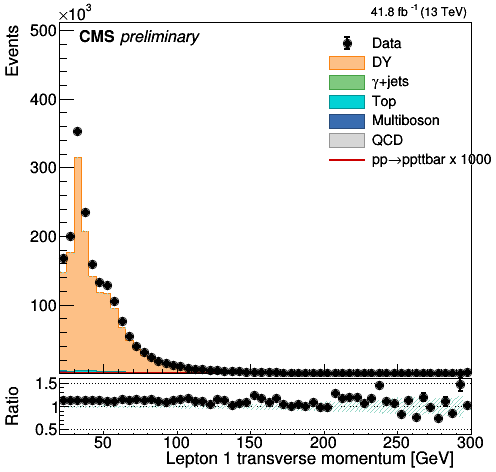 ×10³
41.8 fb⁻¹ (13 TeV)
CMS preliminary
Events
500
400
300
200
100
Data
DY
γ+jets
Top
Multiboson
QCD
pp→ppttbar x 1000
Ratio
1.5
1
0.5
50 100 150 200 250 300
Lepton 1 transverse momentum [GeV]